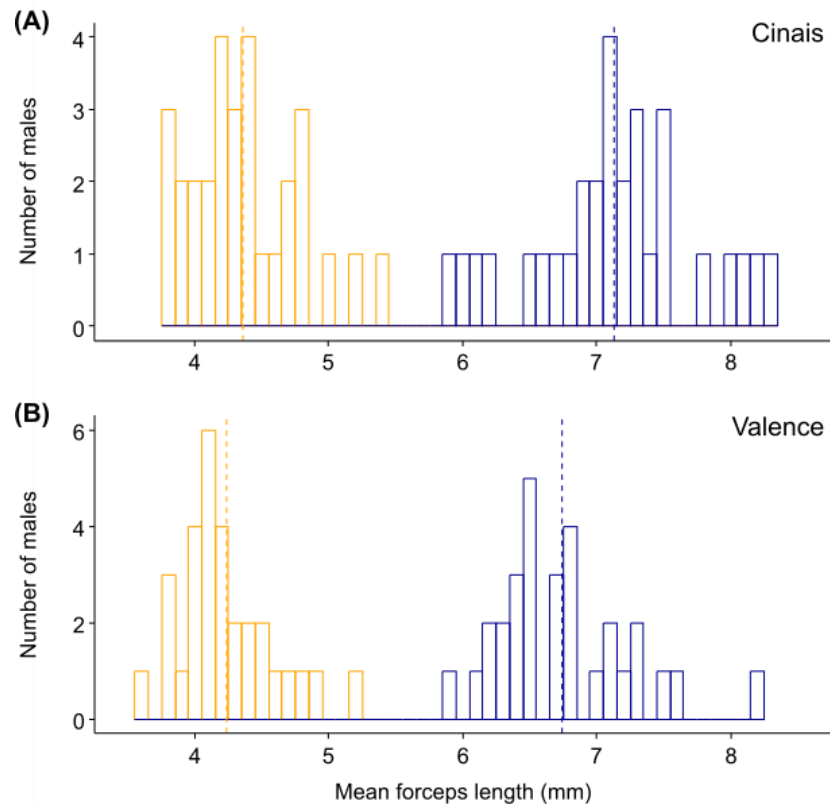 (A)
Cinais
Number of males
4
3
2
1
0
4 5 6 7 8
(B)
Valence
Number of males
6
4
2
0
4 5 6 7 8
Mean forceps length (mm)